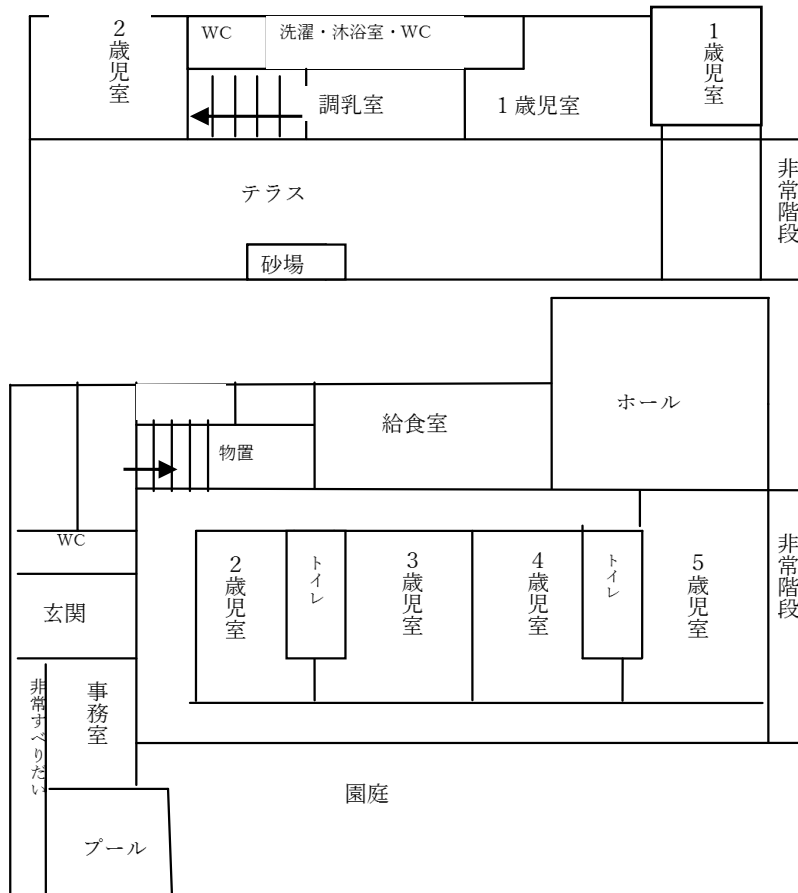 2歳児室
WC
洗濯・沐浴室・WC
1歳児室
調乳室
1歳児室
テラス
非常階段
砂場
ホール
給食室
物置
WC
2歳児室
トイレ
3歳児室
4歳児室
トイレ
5歳児室
非常階段
玄関
非常すべりだい
事務室
園庭
プール